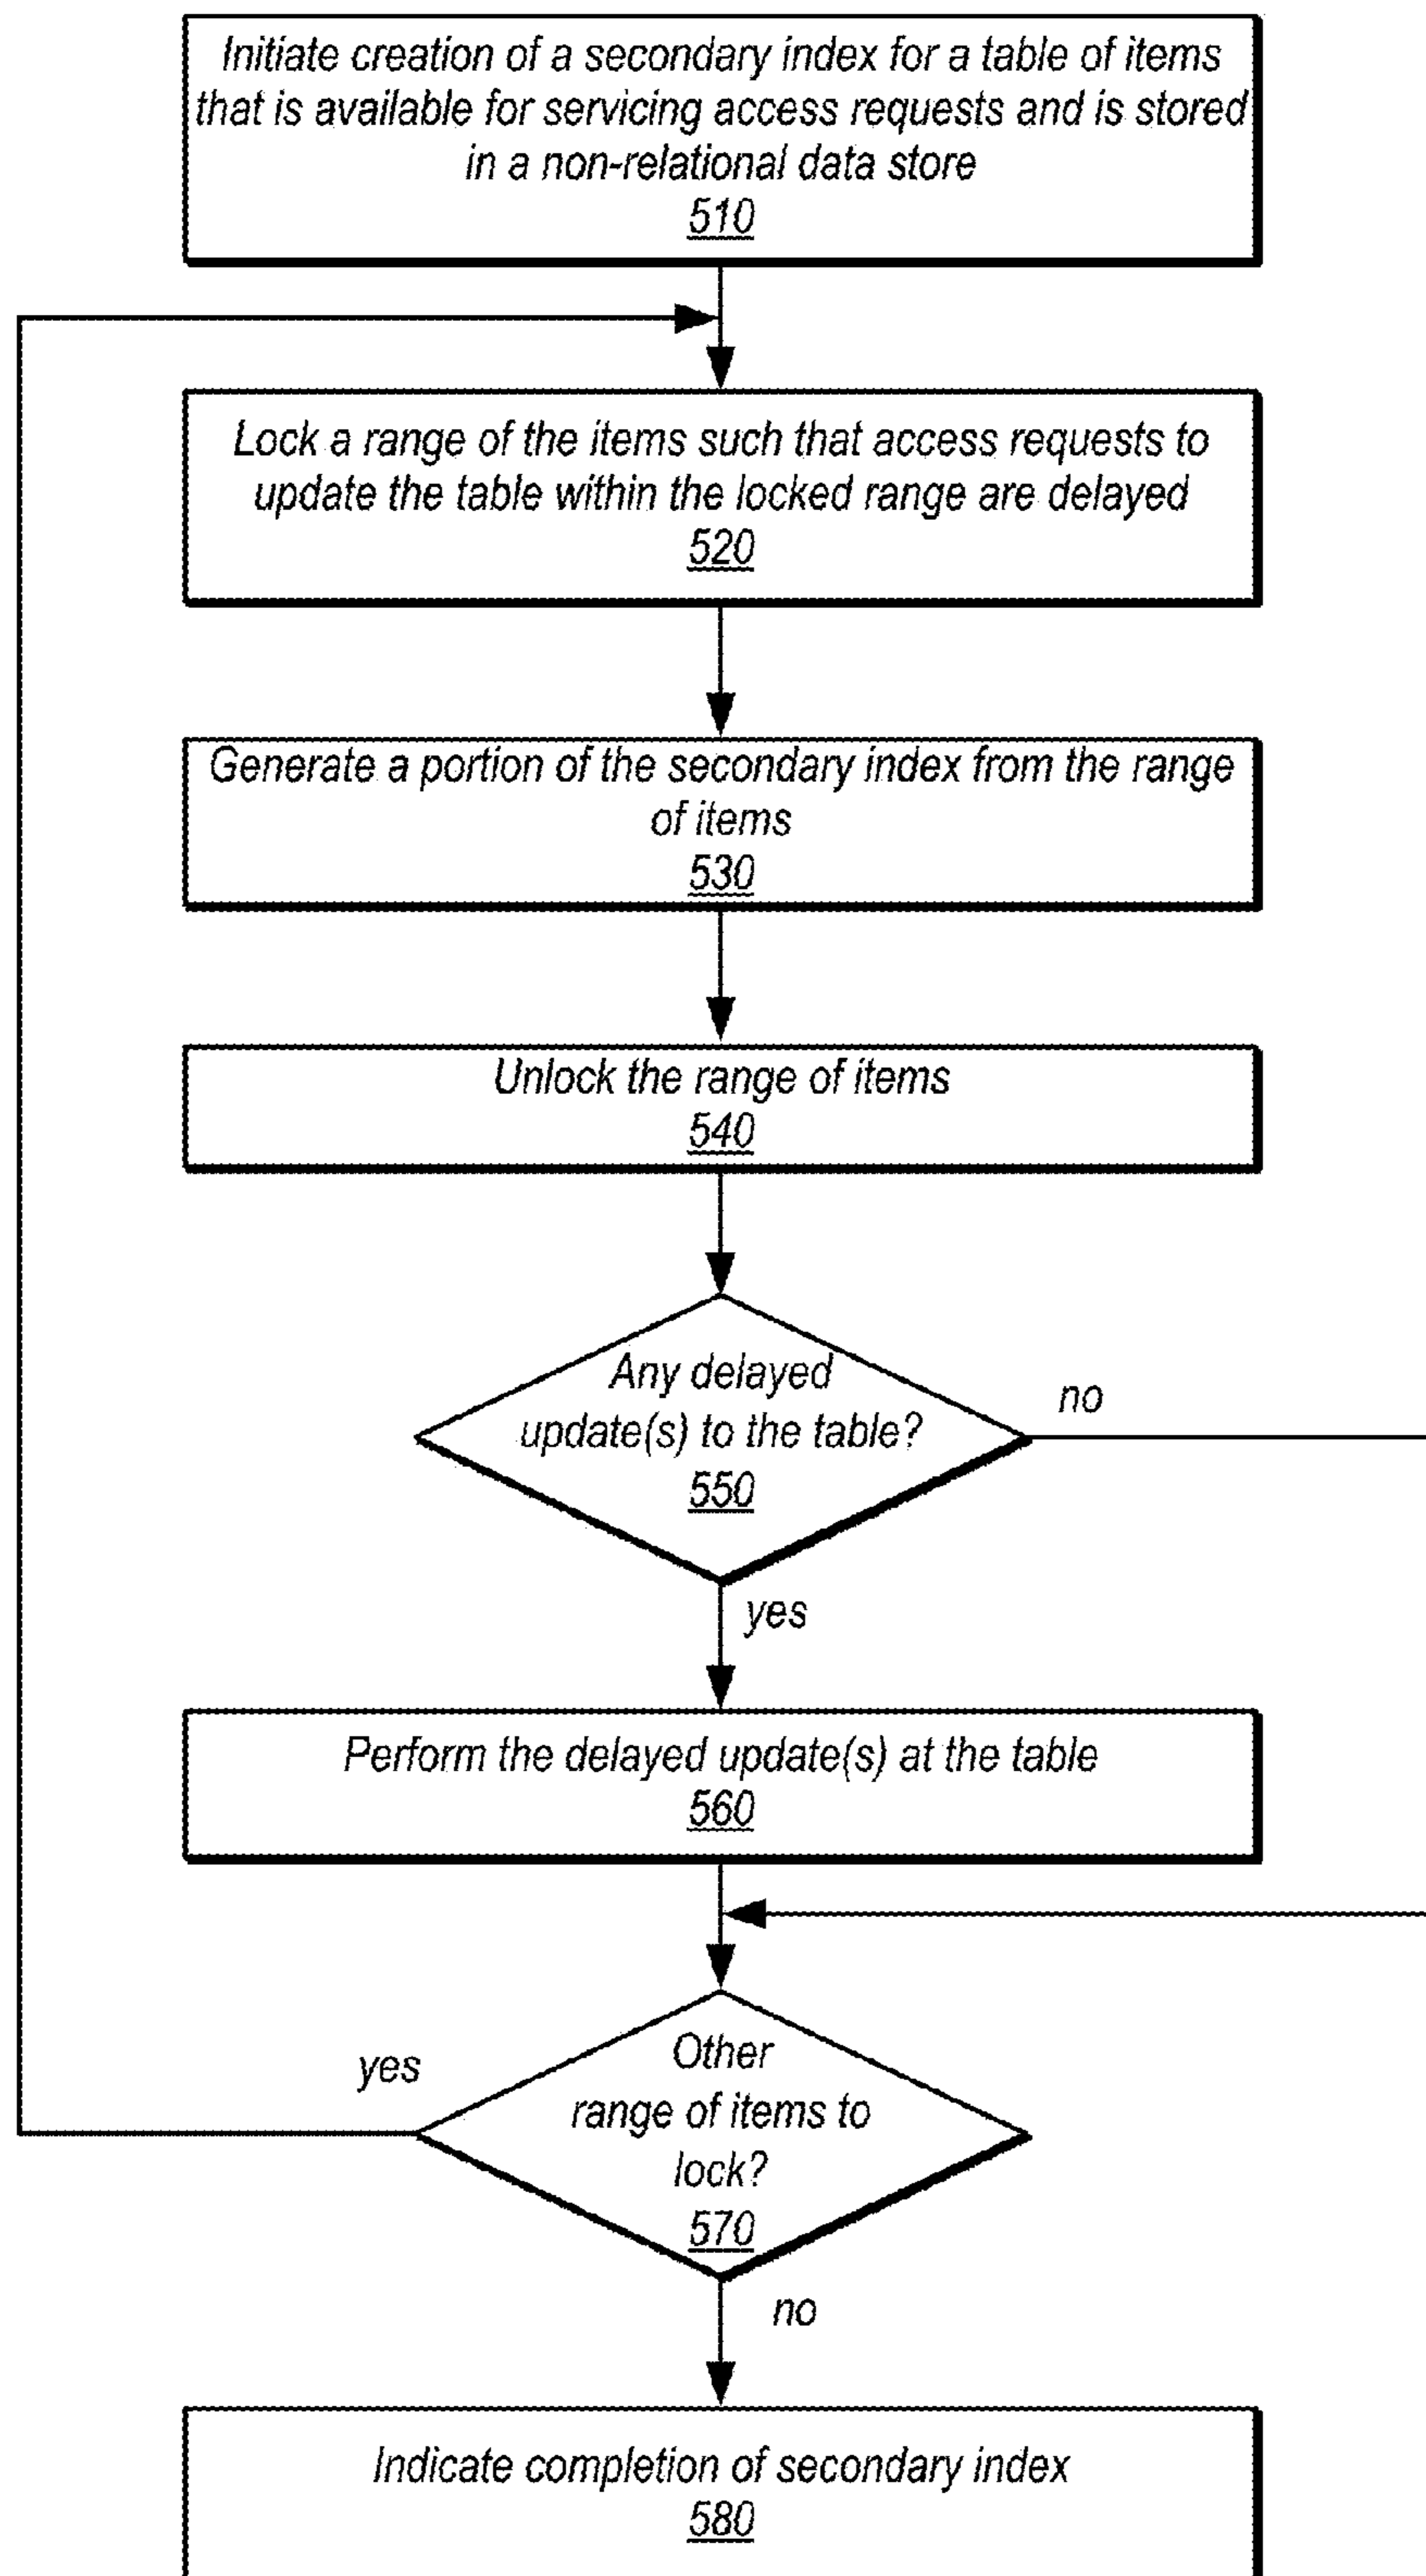 Initiate creation of a secondary index for a table of items
that is available for servicing access requests and is stored
in a non-relational data store
510
Lock a range of the items such that access requests to
update the table within the locked range are delayed
520
Generate a portion of the secondary index from the range
of items
530
Unlock the range of items
540
Any delayed
update(s) to the table?
550
no
yes
Perform the delayed update(s) at the table
560
Other
range of items to
lock?
570
yes
no
Indicate completion of secondary index
580